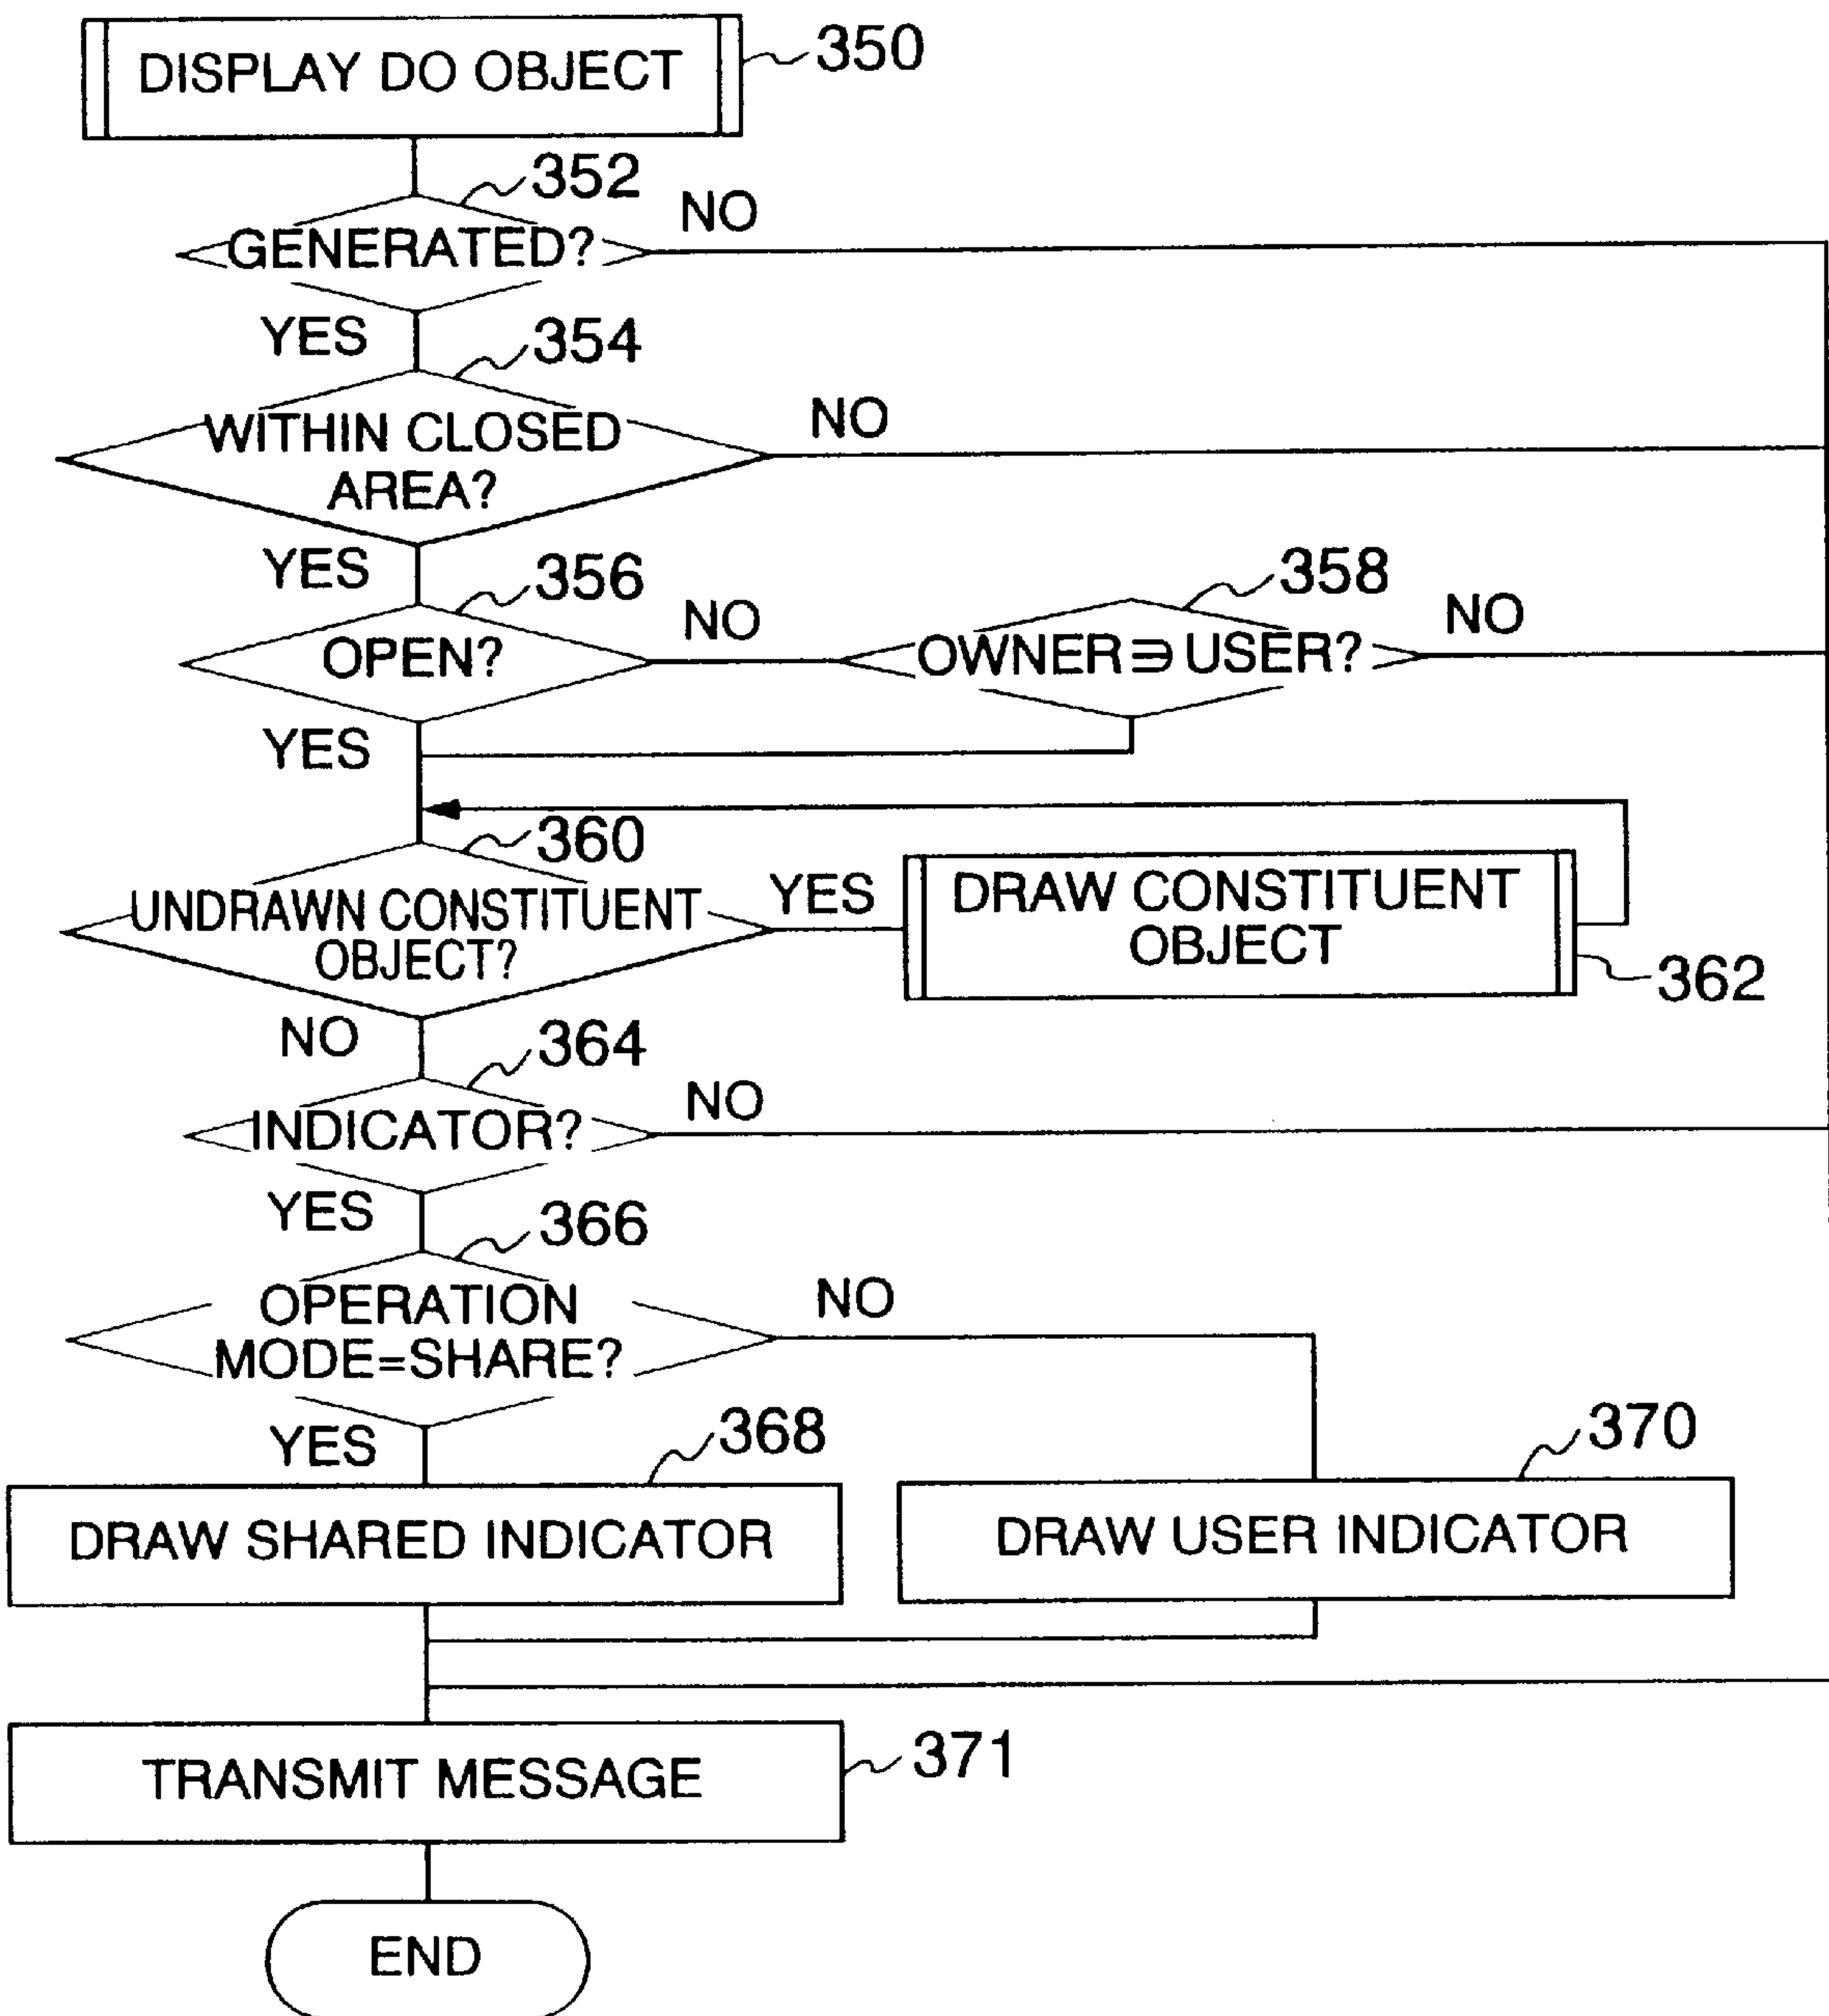 DISPLAY DO OBJECT
350
352
GENERATED?
NO
YES
354
WITHIN CLOSED
AREA?
NO
YES
356
OPEN?
NO
358
OWNER∋USER?
NO
YES
360
UNDRAWN CONSTITUENT
OBJECT?
YES
DRAW CONSTITUENT
OBJECT
362
NO
364
INDICATOR?
NO
YES
366
OPERATION
MODE=SHARE?
NO
YES
368
DRAW SHARED INDICATOR
370
DRAW USER INDICATOR
TRANSMIT MESSAGE
371
END